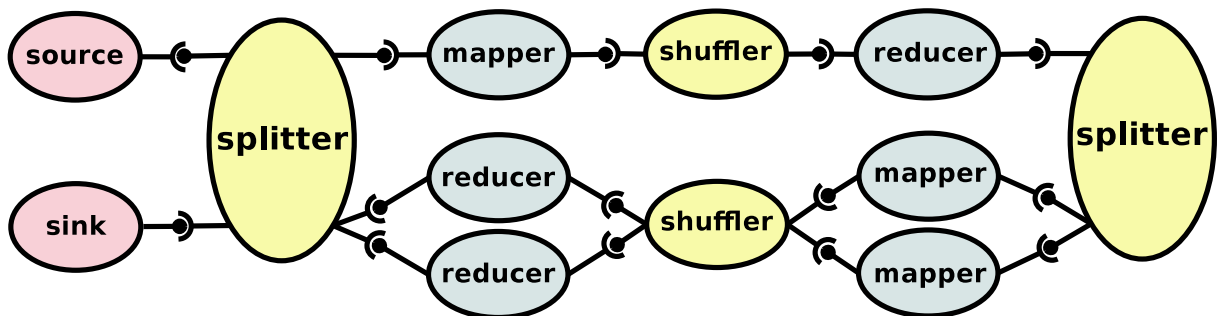 source
splitter
mapper
shuffler
reducer
splitter
sink
reducer
reducer
shuffler
mapper
mapper